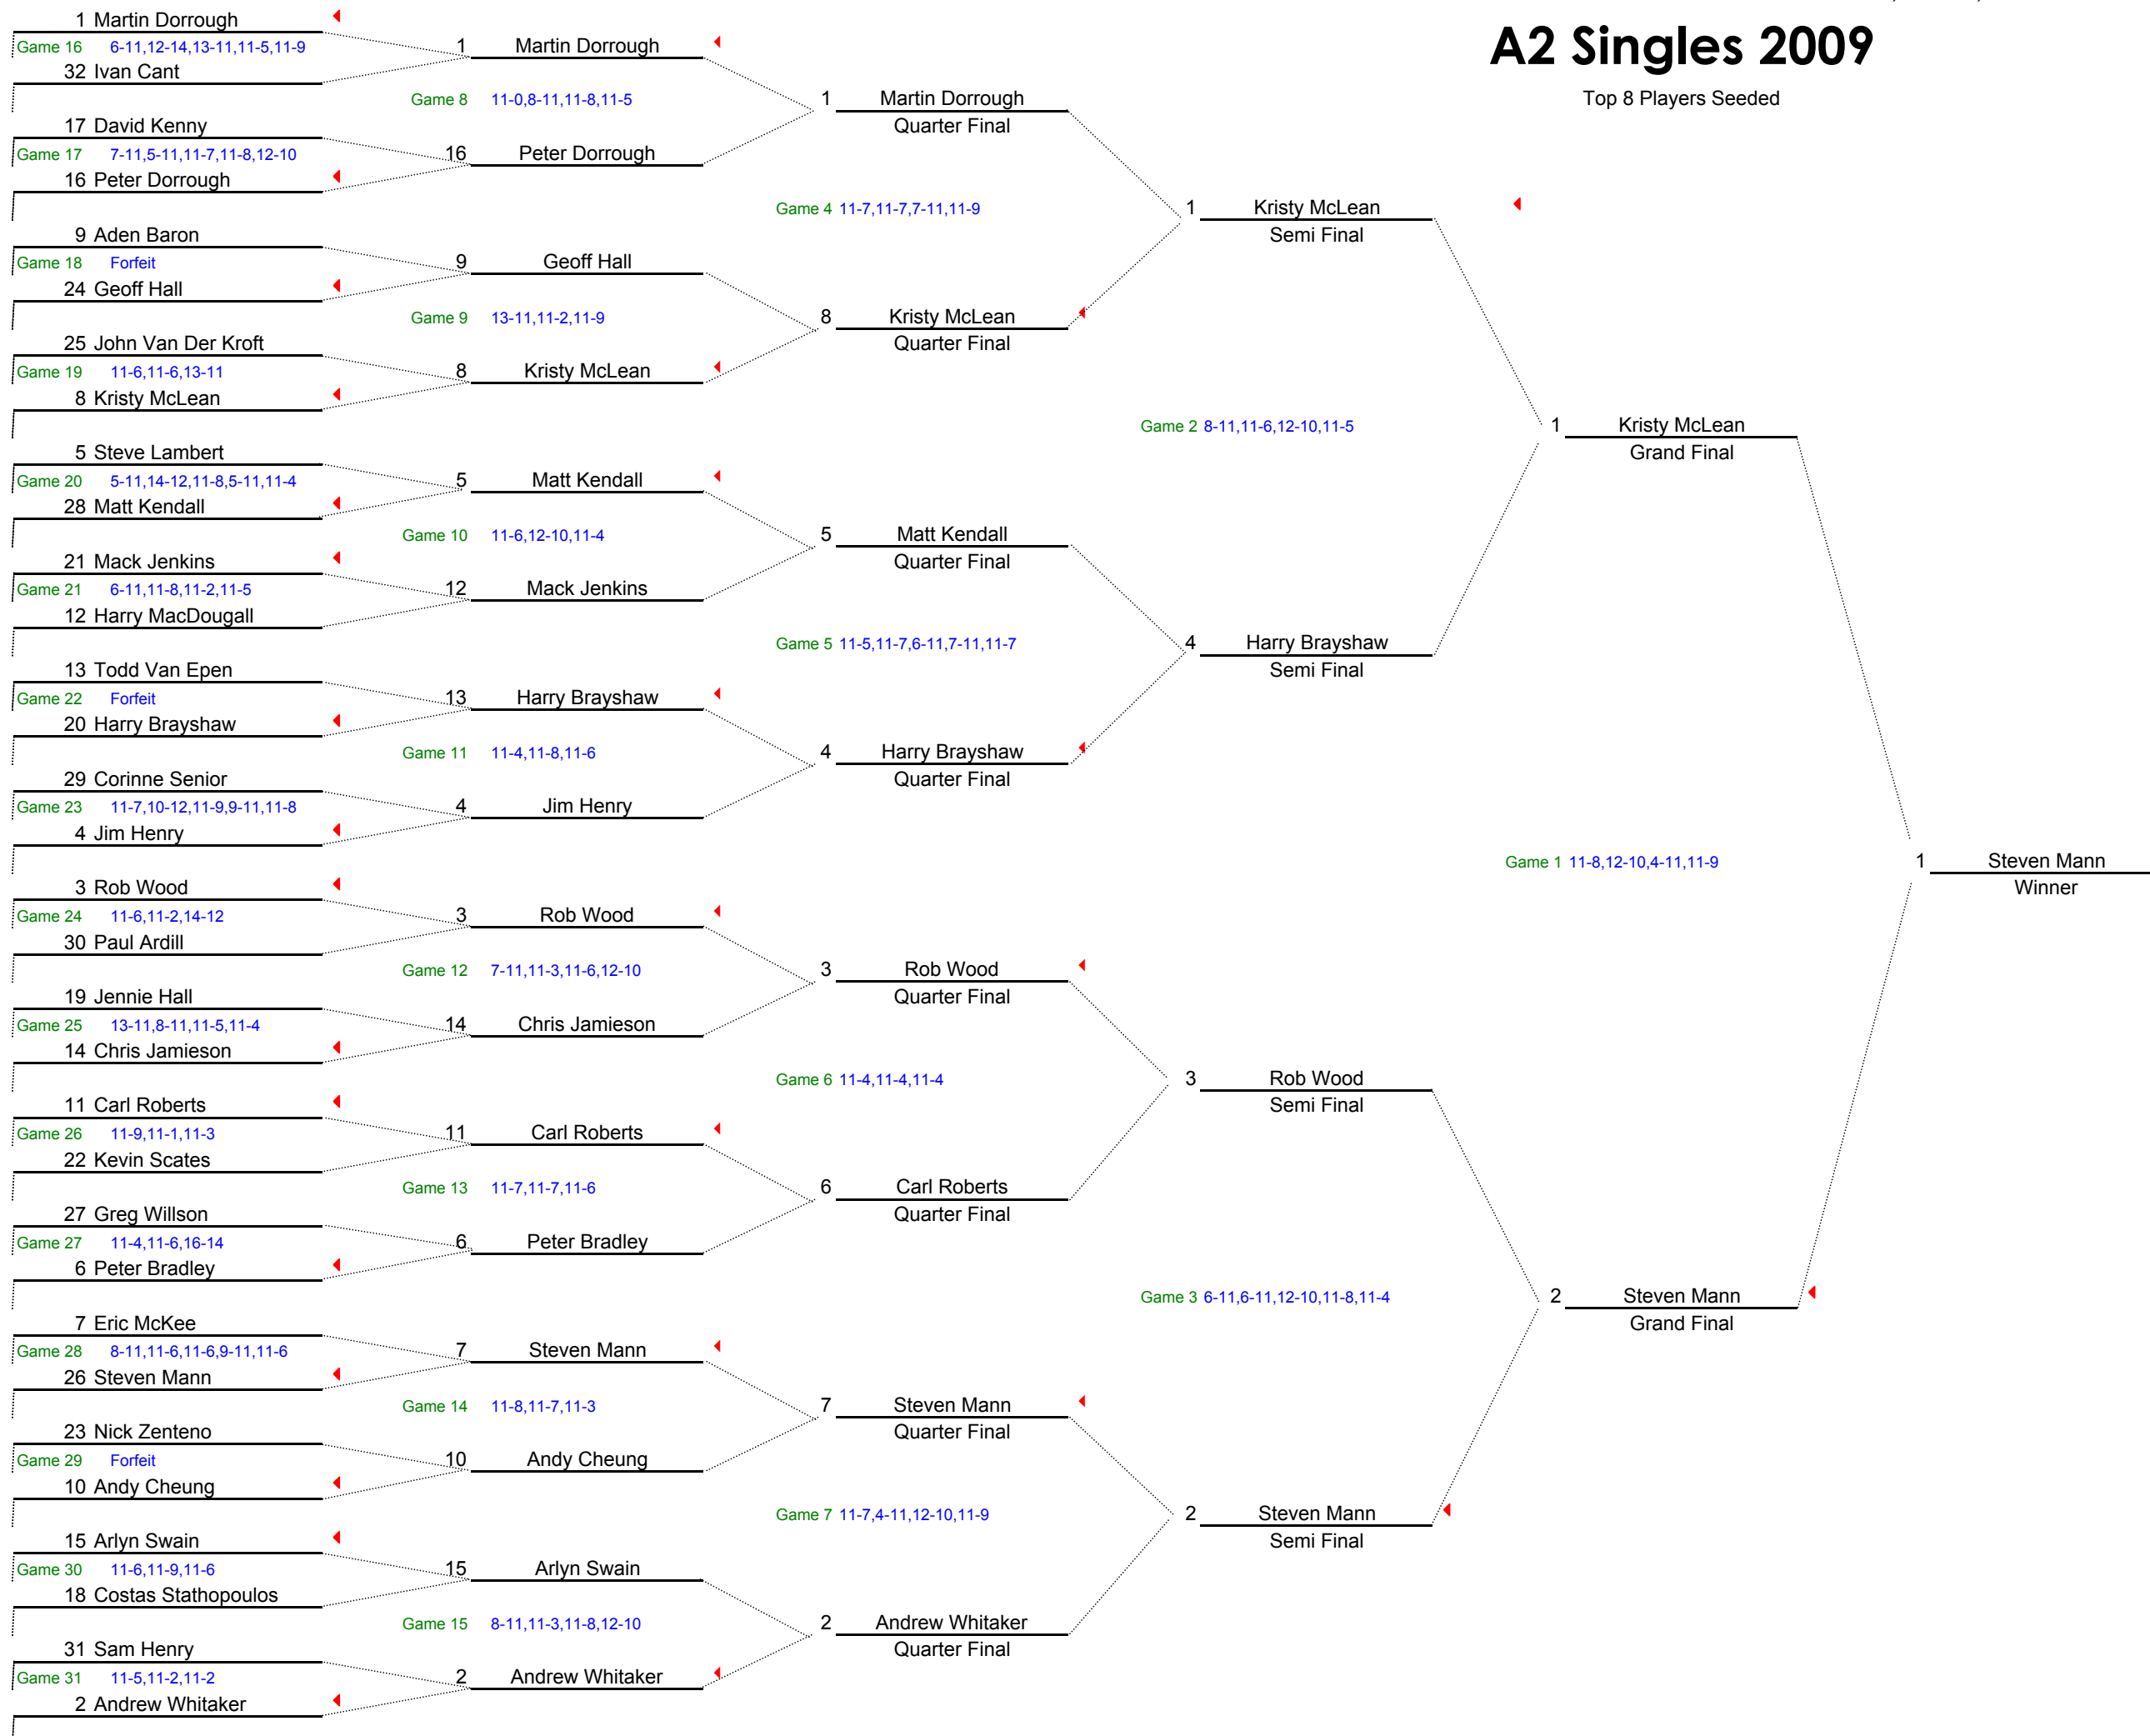 A2 Singles 2009
Top 8 Players Seeded
1 Martin Dorrough
Game 16 6-11,12-14,13-11,11-5,11-9
32 Ivan Cant
17 David Kenny
Game 17 7-11,5-11,11-7,11-8,12-10
16 Peter Dorrough
9 Aden Baron
Game 18 Forfeit
24 Geoff Hall
25 John Van Der Kroft
Game 19 11-6,11-6,13-11
8 Kristy McLean
5 Steve Lambert
Game 20 5-11,14-12,11-8,5-11,11-4
28 Matt Kendall
21 Mack Jenkins
Game 21 6-11,11-8,11-2,11-5
12 Harry MacDougall
13 Todd Van Epen
Game 22 Forfeit
20 Harry Brayshaw
29 Corinne Senior
Game 23 11-7,10-12,11-9,9-11,11-8
4 Jim Henry
3 Rob Wood
Game 24 11-6,11-2,14-12
30 Paul Ardill
19 Jennie Hall
Game 25 13-11,8-11,11-5,11-4
14 Chris Jamieson
11 Carl Roberts
Game 26 11-9,11-1,11-3
22 Kevin Scates
27 Greg Willson
Game 27 11-4,11-6,16-14
6 Peter Bradley
7 Eric McKee
Game 28 8-11,11-6,11-6,9-11,11-6
26 Steven Mann
23 Nick Zenteno
Game 29 Forfeit
10 Andy Cheung
15 Arlyn Swain
Game 30 11-6,11-9,11-6
18 Costas Stathopoulos
31 Sam Henry
Game 31 11-5,11-2,11-2
2 Andrew Whitaker
1 Martin Dorrough
Game 8 11-0,8-11,11-8,11-5
16 Peter Dorrough
9 Geoff Hall
Game 9 13-11,11-2,11-9
8 Kristy McLean
5 Matt Kendall
Game 10 11-6,12-10,11-4
12 Mack Jenkins
13 Harry Brayshaw
Game 11 11-4,11-8,11-6
4 Jim Henry
3 Rob Wood
Game 12 7-11,11-3,11-6,12-10
14 Chris Jamieson
11 Carl Roberts
Game 13 11-7,11-7,11-6
6 Peter Bradley
7 Steven Mann
Game 14 11-8,11-7,11-3
10 Andy Cheung
15 Arlyn Swain
Game 15 8-11,11-3,11-8,12-10
2 Andrew Whitaker
1 Martin Dorrough
Quarter Final
Game 4 11-7,11-7,7-11,11-9
8 Kristy McLean
Quarter Final
5 Matt Kendall
Quarter Final
Game 5 11-5,11-7,6-11,7-11,11-7
4 Harry Brayshaw
Quarter Final
3 Rob Wood
Quarter Final
Game 6 11-4,11-4,11-4
6 Carl Roberts
Quarter Final
7 Steven Mann
Quarter Final
Game 7 11-7,4-11,12-10,11-9
2 Andrew Whitaker
Quarter Final
1 Kristy McLean
Semi Final
Game 2 8-11,11-6,12-10,11-5
4 Harry Brayshaw
Semi Final
3 Rob Wood
Semi Final
Game 3 6-11,6-11,12-10,11-8,11-4
2 Steven Mann
Semi Final
1 Kristy McLean
Grand Final
Game 1 11-8,12-10,4-11,11-9
2 Steven Mann
Grand Final
1 Steven Mann
Winner